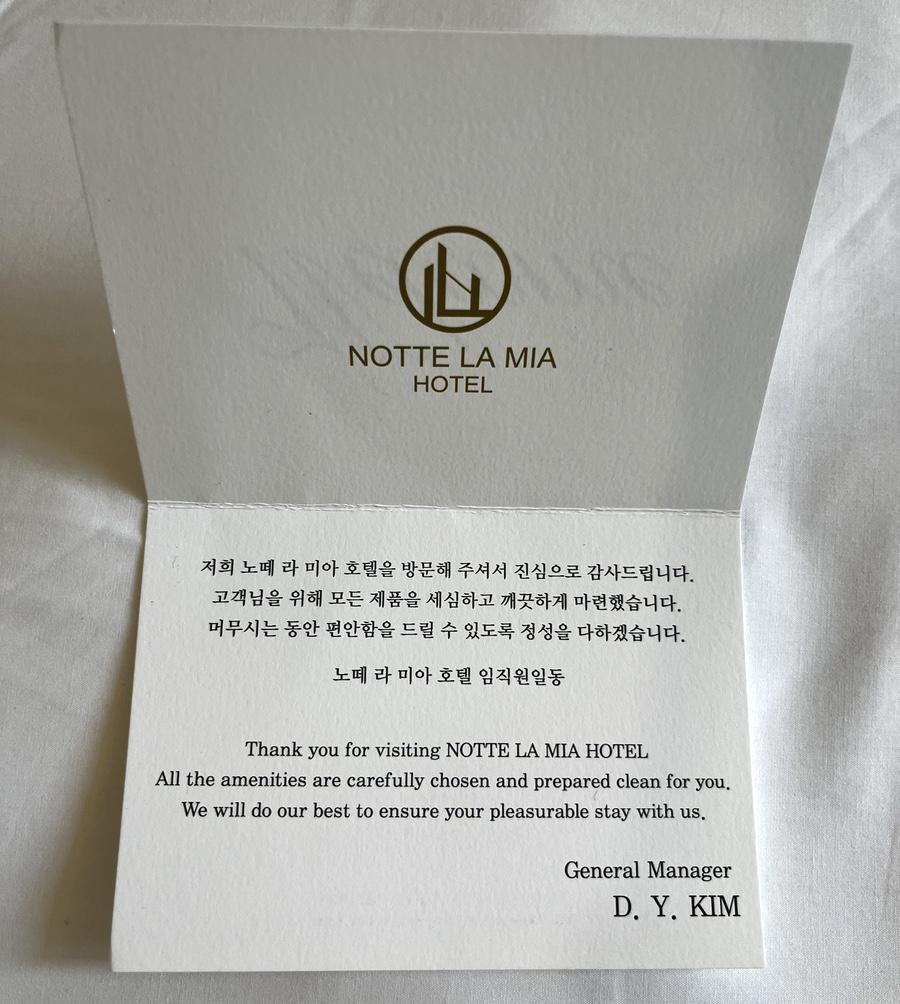 NOTTE LA MIA
HOTEL
저희 노떼 라 미아 호텔을 방문해 주셔서 진심으로 감사드립니다.
고객님을 위해 모든 제품을 세심하고 깨끗하게 마련했습니다.
머무시는 동안 편안함을 드릴 수 있도록 정성을 다하겠습니다.
노떼 라 미아 호텔 임직원일동
Thank you for visiting NOTTE LA MIA HOTEL
All the amenities are carefully chosen and prepared clean for you.
We will do our best to ensure your pleasurable stay with us.
General Manager
D. Y. KIM